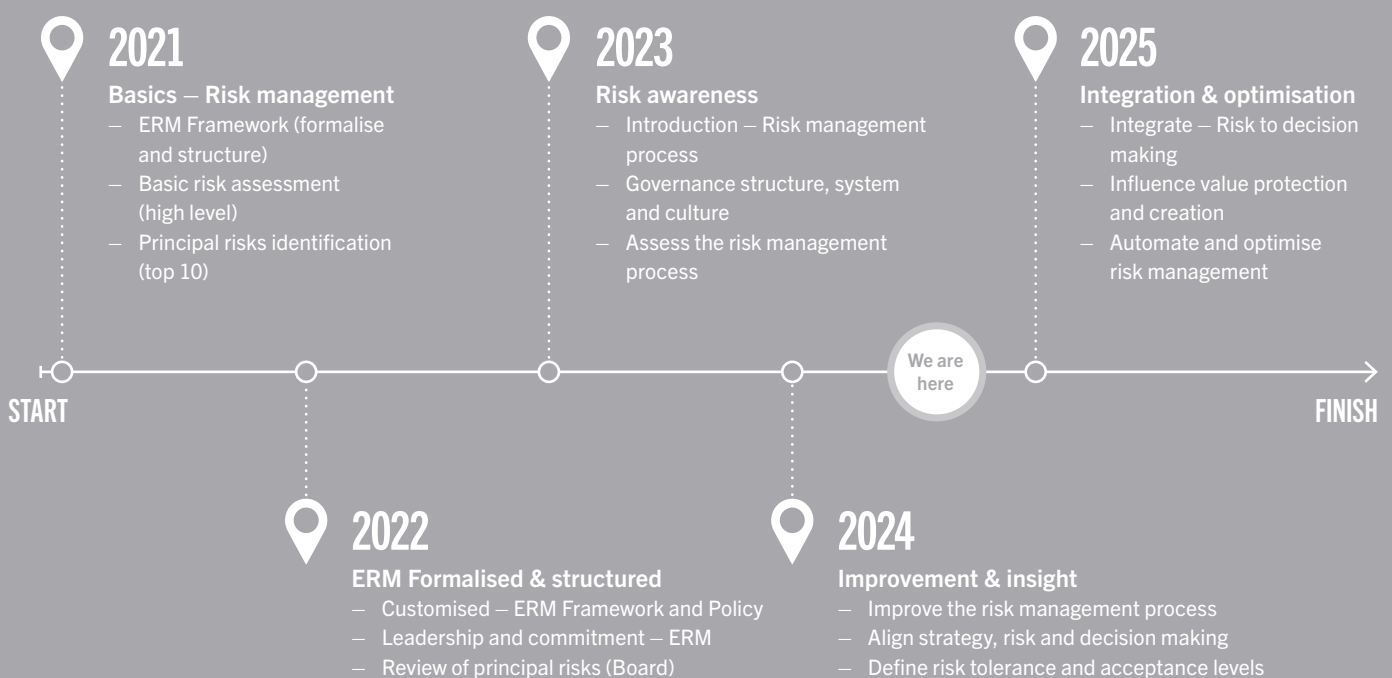 2021
Basics – Risk management
– ERM Framework (formalise
and structure)
– Basic risk assessment
(high level)
– Principal risks identification
(top 10)
2023
Risk awareness
– Introduction – Risk management
process
– Governance structure, system
and culture
– Assess the risk management
process
2025
Integration & optimisation
– Integrate – Risk to decision
making
– Influence value protection
and creation
– Automate and optimise
risk management
We are
here
START
FINISH
2022
ERM Formalised & structured
– Customised – ERM Framework and Policy
– Leadership and commitment – ERM
– Review of principal risks (Board)
2024
Improvement & insight
– Improve the risk management process
– Align strategy, risk and decision making
– Define risk tolerance and acceptance levels